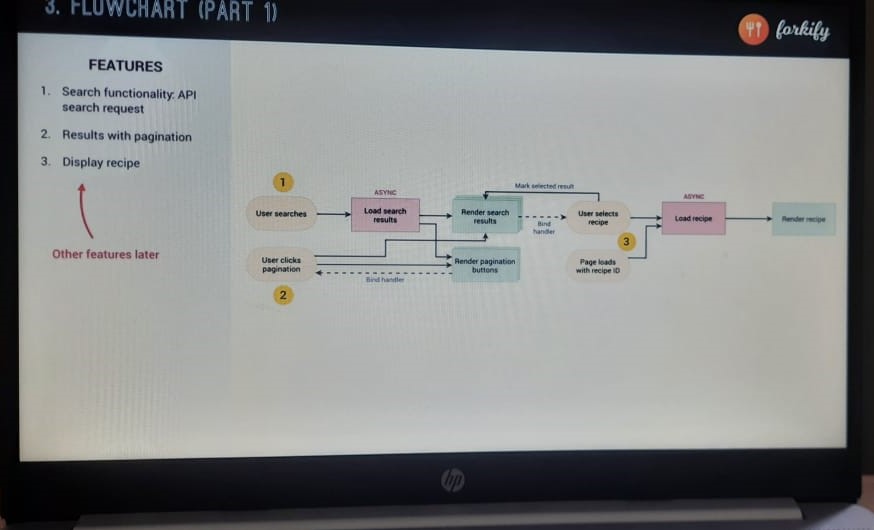 3. FLOWCHART (PART 1)
forkify
FEATURES
1. Search functionality: API
search request
2. Results with pagination
3. Display recipe
Other features later
1
User searches
ASYNC
Load search
results
Render search
results
Mark selected result
Bind
handler
User selects
recipe
3
ASYNC
Load recipe
Render recipe
User clicks
pagination
2
Bind handler
Render pagination
buttons
Page loads
with recipe ID
hp